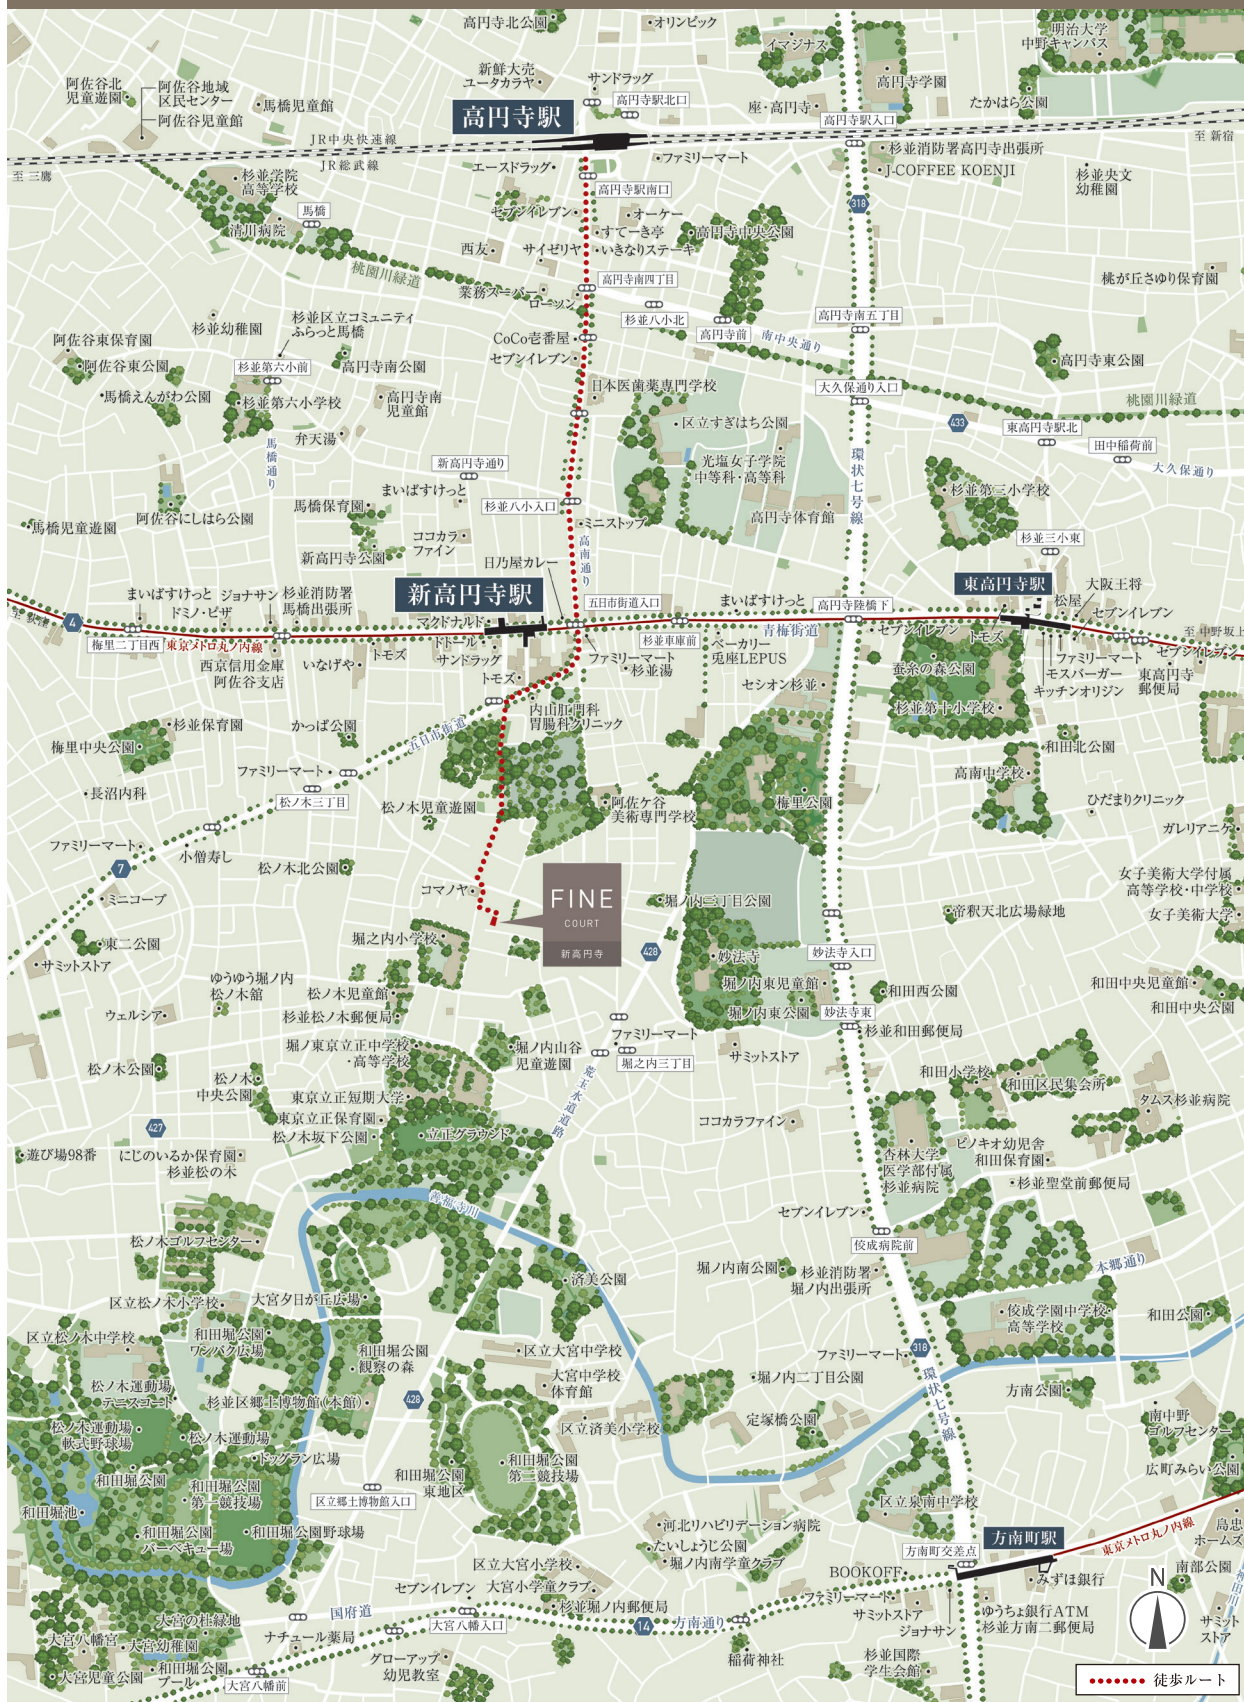 高円寺北公園
オリンピック
イマジナス
明治大学
中野キャンパス
阿佐谷北
児童遊園
阿佐谷地域
区民センター
阿佐谷児童館
馬橋児童館
新鮮大売
ユータカラヤ
サンドラッグ
高円寺駅北口
高円寺駅
座・高円寺
高円寺学園
たかはら公園
高円寺駅入口
JR中央快速線
JR総武線
至 三鷹
至 新宿
エースドラッグ
ファミリーマート
杉並消防署高円寺出張所
J-COFFEE KOENJI
杉並央文
幼稚園
杉並学院
高等学校
馬橋
清川病院
高円寺駅南口
セブンイレブン
オーケー
すてーき亭
いきなりステーキ
高円寺中央公園
318
西友
サイゼリヤ
桃園川緑道
業務スーパー
ローソン
高円寺南四丁目
杉並八小北
高円寺前
南中央通り
高円寺南五丁目
桃が丘さゆり保育園
杉並幼稚園
杉並区立コミュニティ
ふらっと馬橋
阿佐谷東保育園
阿佐谷東公園
杉並第六小前
高円寺南公園
CoCo壱番屋
セブンイレブン
高円寺東公園
馬橋えんがわ公園
杉並第六小学校
高円寺南
児童館
日本医歯薬専門学校
大久保通り入口
桃園川緑道
区立すぎはち公園
433
東高円寺駅北
田中稲荷前
大久保通り
弁天湯
馬橋通り
新高円寺通り
光塩女子学院
中等科・高等科
環状七号線
杉並第三小学校
まいばすけっと
馬橋保育園
杉並八小入口
高円寺体育館
馬橋児童遊園
阿佐谷にしはら公園
ミニストップ
ココカラ
ファイン
新高円寺公園
高南通り
杉並三小東
日乃屋カレー
新高円寺駅
東高円寺駅
大阪王将
松屋
セブンイレブン
まいばすけっと
ドミノ・ピザ
ジョナサン
杉並消防署
馬橋出張所
マクドナルド
五日市街道入口
まいばすけっと
高円寺陸橋下
4
梅里二丁目西
東京メトロ丸ノ内線
ドトール
サンドラッグ
トモズ
杉並車庫前
青梅街道
セブンイレブン
トモズ
至 中野坂上
セブンイレブン
西京信用金庫
阿佐谷支店
いなげや
トモズ
ファミリーマート
杉並湯
ベーカリー
兎座LEPUS
蚕糸の森公園
ファミリーマート
モスバーガー
キッチンオリジン
東高円寺
郵便局
セシオン杉並
杉並第十小学校
内山肛門科
胃腸科クリニック
杉並保育園
かっぱ公園
梅里中央公園
五日市街道
和田北公園
高南中学校
ファミリーマート
長沼内科
松ノ木三丁目
松ノ木児童遊園
阿佐ケ谷
美術専門学校
梅里公園
ひだまりクリニック
ガレリアニケ
ファミリーマート
小僧寿し
7
松ノ木北公園
コマノヤ
FINE
COURT
新高円寺
女子美術大学付属
高等学校・中学校
女子美術大学
ミニコープ
堀ノ内三丁目公園
帝釈天北広場緑地
東二公園
堀之内小学校
428
妙法寺
妙法寺入口
サミットストア
ゆうゆう堀ノ内
松ノ木舘
松ノ木児童館
堀ノ内東児童館
和田中央児童館
和田西公園
和田中央公園
ウェルシア
杉並松ノ木郵便局
堀ノ内東公園
妙法寺東
杉並和田郵便局
堀ノ東京立正中学校
・高等学校
ファミリーマート
堀ノ内山谷
児童遊園
堀之内三丁目
サミットストア
松ノ木公園
松ノ木
中央公園
荒玉水道道路
和田小学校
和田区民集会所
タムス杉並病院
東京立正短期大学
東京立正保育園
松ノ木坂下公園
立正グラウンド
ココカラファイン
427
遊び場98番
にじのいるか保育園
杉並松の木
杏林大学
医学部付属
杉並病院
ピノキオ幼児舎
和田保育園
杉並聖堂前郵便局
善福寺川
セブンイレブン
佼成病院前
松ノ木ゴルフセンター
済美公園
堀ノ内南公園
杉並消防署
堀ノ内出張所
本郷通り
区立松ノ木小学校
大宮夕日が丘広場
佼成学園中学校
高等学校
和田公園
区立松ノ木中学校
和田堀公園
ワンパク広場
和田堀公園
観察の森
区立大宮中学校
ファミリーマート
318
松ノ木運動場
テニスコート
杉並区郷土博物館(本館)
428
大宮中学校
体育館
堀ノ内二丁目公園
環状七号線
方南公園
松ノ木運動場
軟式野球場
松ノ木運動場
区立済美小学校
定塚橋公園
南中野
ゴルフセンター
ドッグラン広場
和田堀公園
和田堀公園
第一競技場
和田堀公園
東地区
和田堀公園
第二競技場
広町みらい公園
和田堀池
区立郷土博物館入口
区立泉南中学校
和田堀公園
バーベキュー場
和田堀公園野球場
河北リハビリテーション病院
たいしょうじ公園
堀ノ内南学童クラブ
方南町駅
方南町交差点
東京メトロ丸ノ内線
島忠
ホームズ
区立大宮小学校
BOOKOFF
みずほ銀行
南部公園
神田川
セブンイレブン
大宮小学童クラブ
杉並堀ノ内郵便局
ファミリーマート
サミットストア
ジョナサン
ゆうちょ銀行ATM
杉並方南二郵便局
N
サミット
ストア
国府道
大宮八幡入口
14
方南通り
大宮の杜緑地
大宮八幡宮
大宮幼稚園
ナチュール薬局
大宮児童公園
和田堀公園
プール
大宮八幡前
グローアップ
幼児教室
稲荷神社
杉並国際
学生会館
徒歩ルート